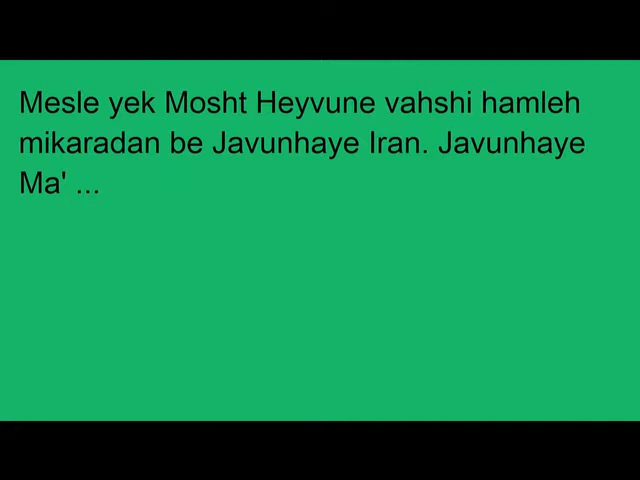 Mesle yek Mosht Heyvune vahshi hamleh
mikaradan be Javunhaye Iran. Javunhaye
Ma' ...